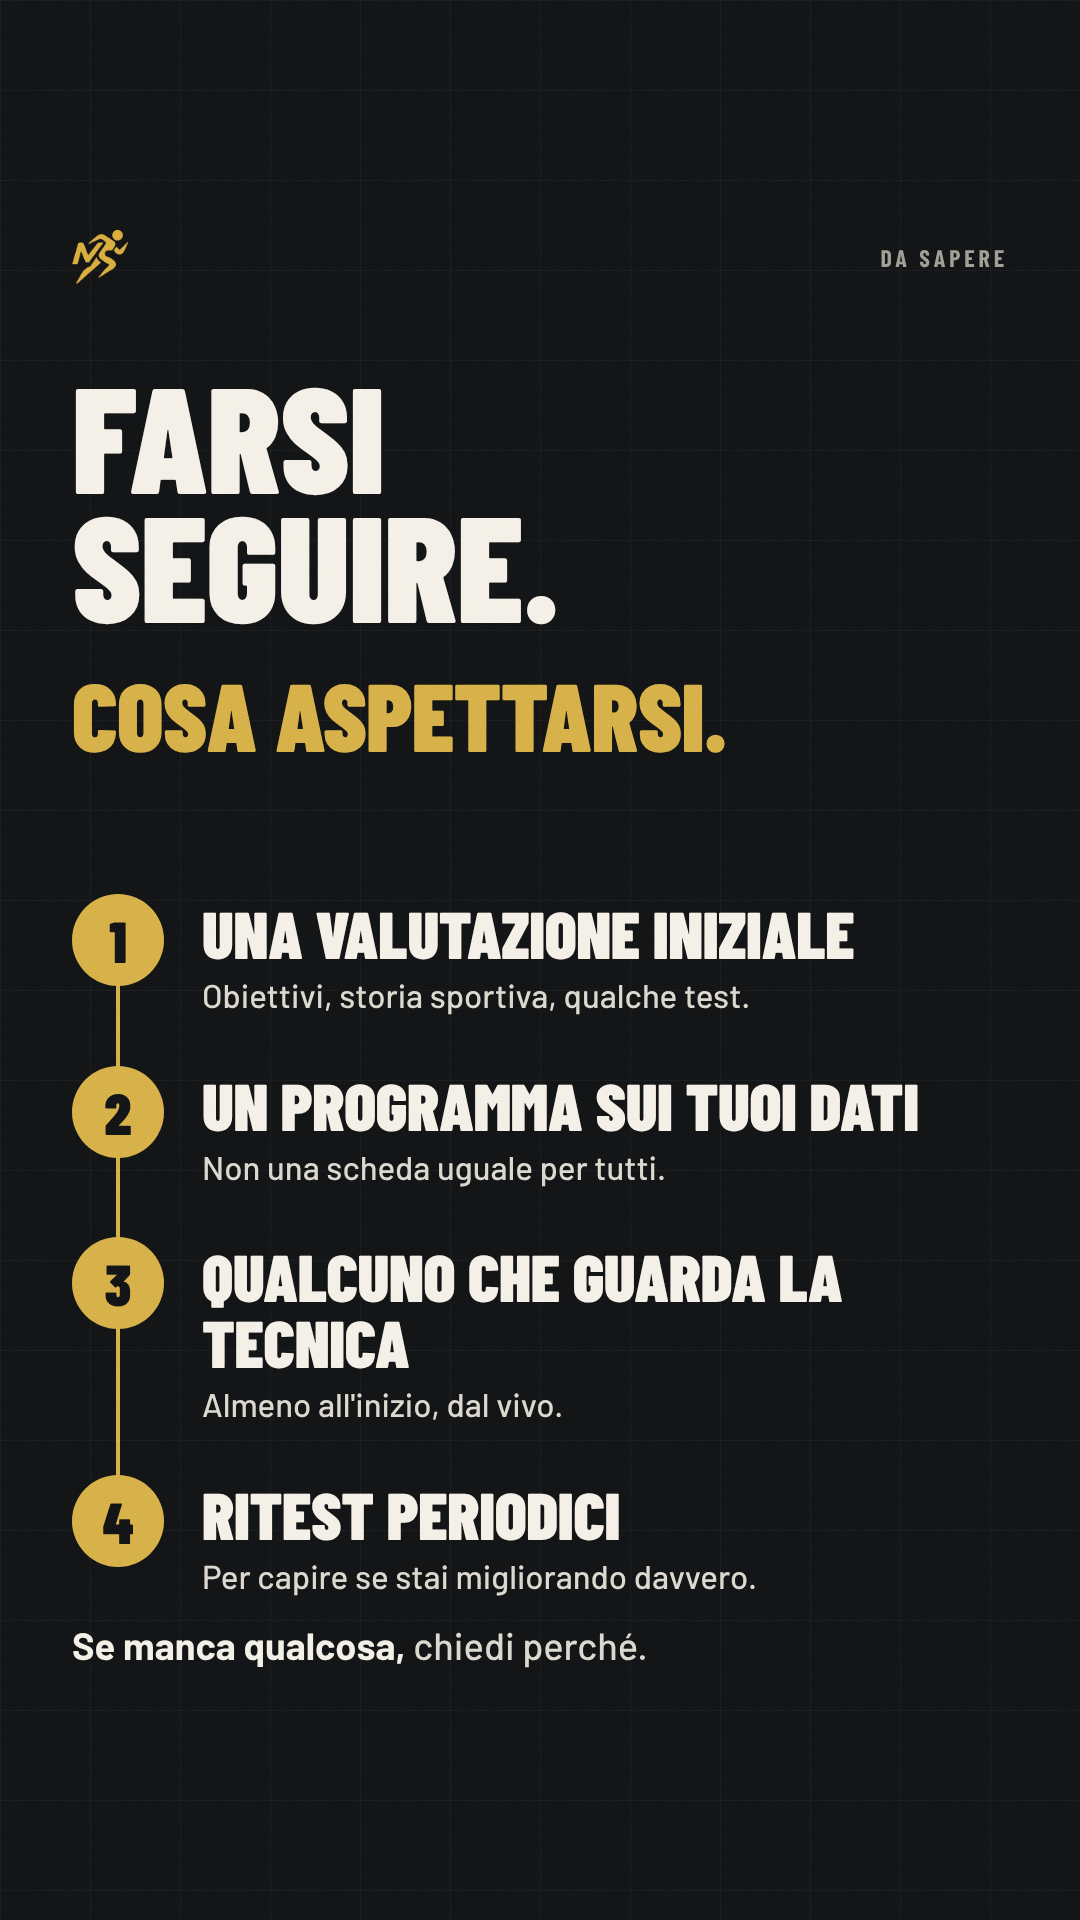 DA SAPERE
FARSI
SEGUIRE.
COSA ASPETTARSI.
1
UNA VALUTAZIONE INIZIALE
Obiettivi, storia sportiva, qualche test.
2
UN PROGRAMMA SUI TUOI DATI
Non una scheda uguale per tutti.
3
QUALCUNO CHE GUARDA LA
TECNICA
Almeno all'inizio, dal vivo.
4
RITEST PERIODICI
Per capire se stai migliorando davvero.
Se manca qualcosa, chiedi perché.